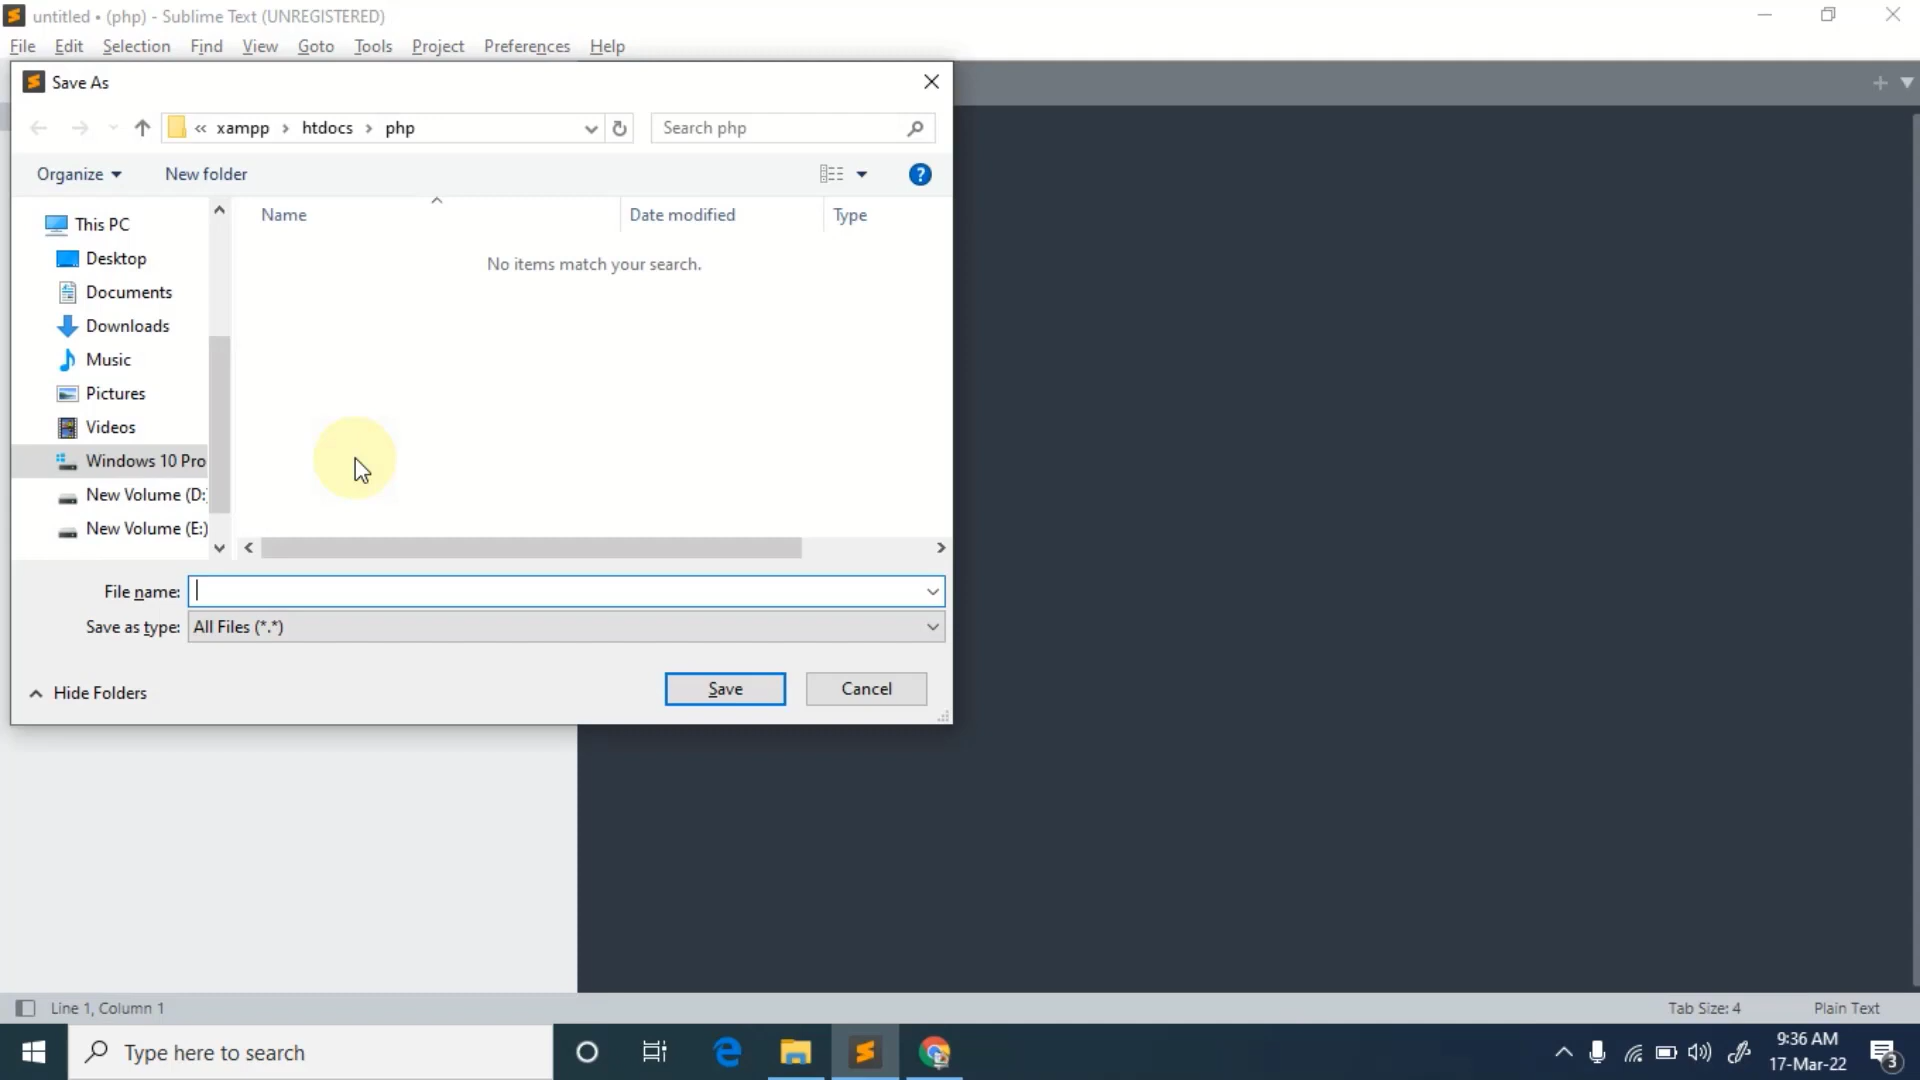 untitled • (php) - Sublime Text (UNREGISTERED)
File Edit Selection Find View Goto Tools Project Preferences Help
Save As
« xampp › htdocs › php
Search php
Organize New folder
?
Name Date modified Type
No items match your search.
This PC
Desktop
Documents
Downloads
Music
Pictures
Videos
Windows 10 Pro
New Volume (D:
New Volume (E:)
File name:
Save as type: All Files (*.*)
Hide Folders
Save Cancel
Line 1, Column 1 Tab Size: 4 Plain Text
Type here to search
9:36 AM
17-Mar-22
3